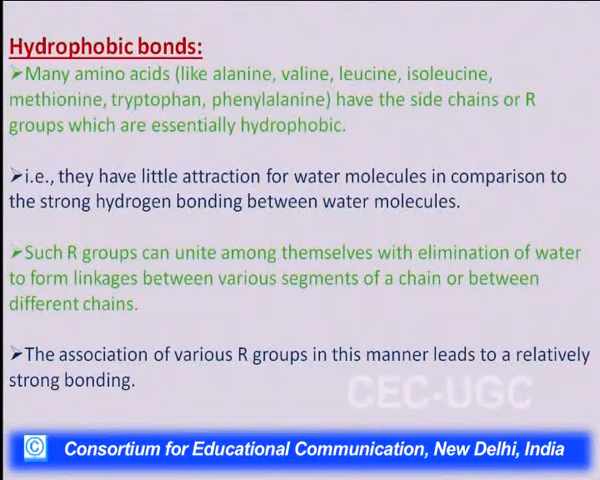 Hydrophobic bonds:
➢Many amino acids (like alanine, valine, leucine, isoleucine,
methionine, tryptophan, phenylalanine) have the side chains or R
groups which are essentially hydrophobic.
➢i.e., they have little attraction for water molecules in comparison to
the strong hydrogen bonding between water molecules.
➢Such R groups can unite among themselves with elimination of water
to form linkages between various segments of a chain or between
different chains.
➢The association of various R groups in this manner leads to a relatively
strong bonding.
CEC-UGC
© Consortium for Educational Communication, New Delhi, India